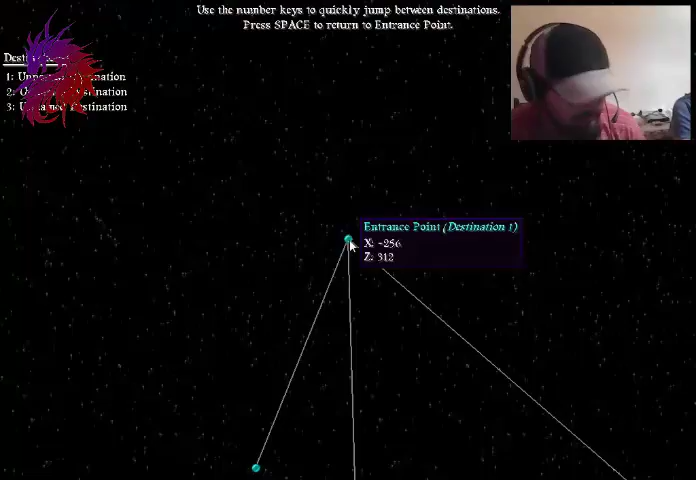 Use the number keys to quickly jump between destinations.
Press SPACE to return to Entrance Point.
1:
2:
3:
Entrance Point (Destination 1)
X: -256
Z: 312